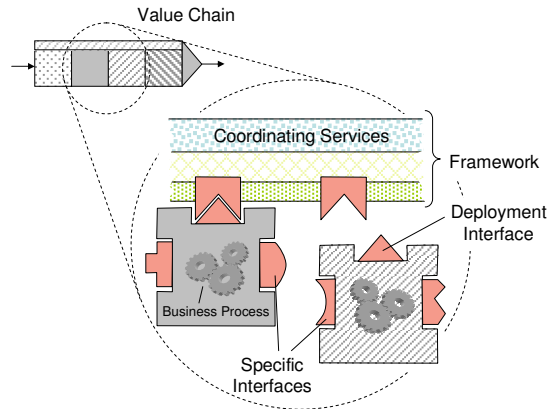 Value Chain
Coordinating Services
Framework
Deployment
Interface
Business Process
Specific
Interfaces